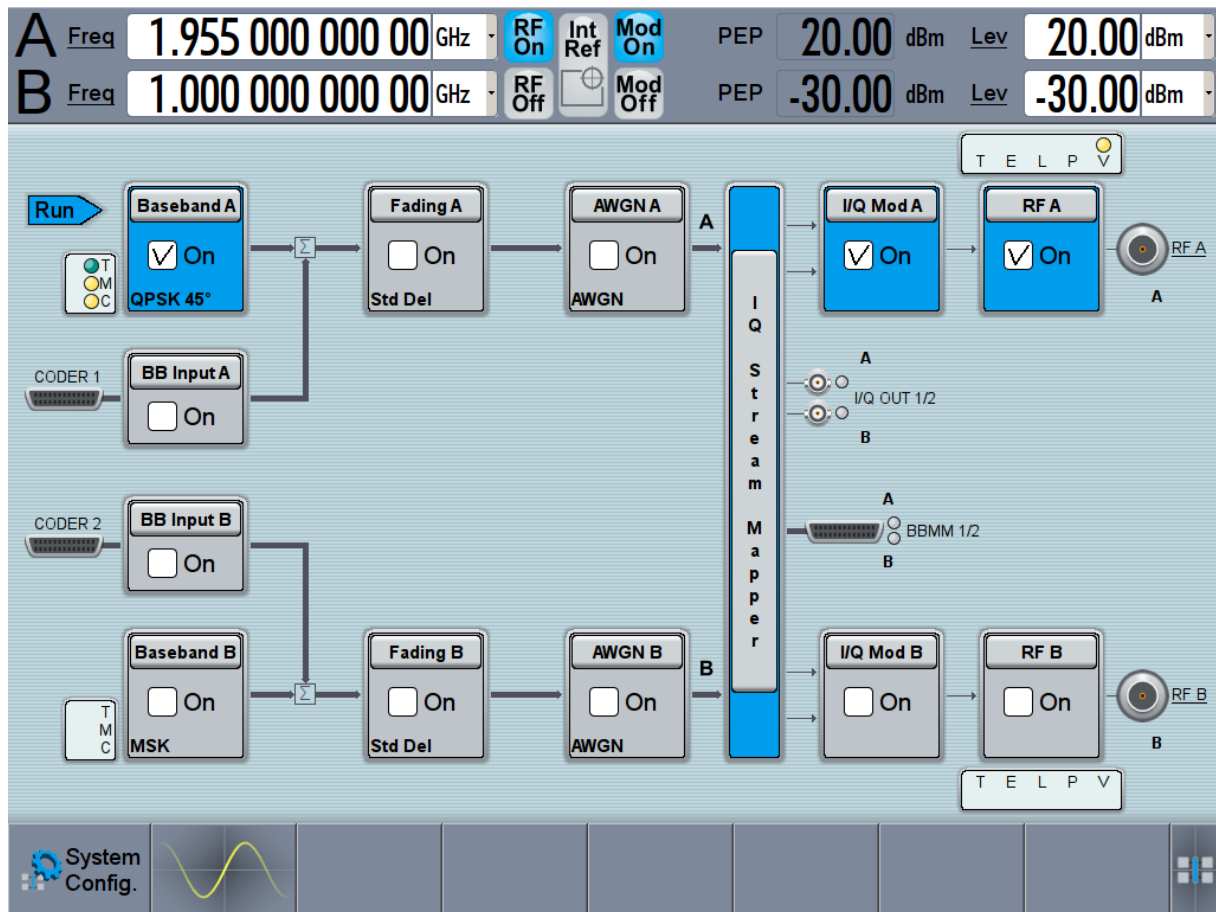 A Freq 1.955 000 000 00 GHz RF On Int Ref Mod On PEP 20.00 dBm Lev 20.00 dBm
B Freq 1.000 000 000 00 GHz RF Off Mod Off PEP -30.00 dBm Lev -30.00 dBm
T E L P V
Run
Baseband A
On
QPSK 45°
T
M
C
Fading A
On
Std Del
AWGN A
On
AWGN
A
I/Q Mod A
On
RF A
On
RF A
A
CODER 1
BB Input A
On
IQ Stream Mapper
A
I/Q OUT 1/2
B
CODER 2
BB Input B
On
A
BBMM 1/2
B
Baseband B
On
MSK
T
M
C
Fading B
On
Std Del
AWGN B
On
AWGN
B
I/Q Mod B
On
RF B
On
RF B
B
T E L P V
System
Config.